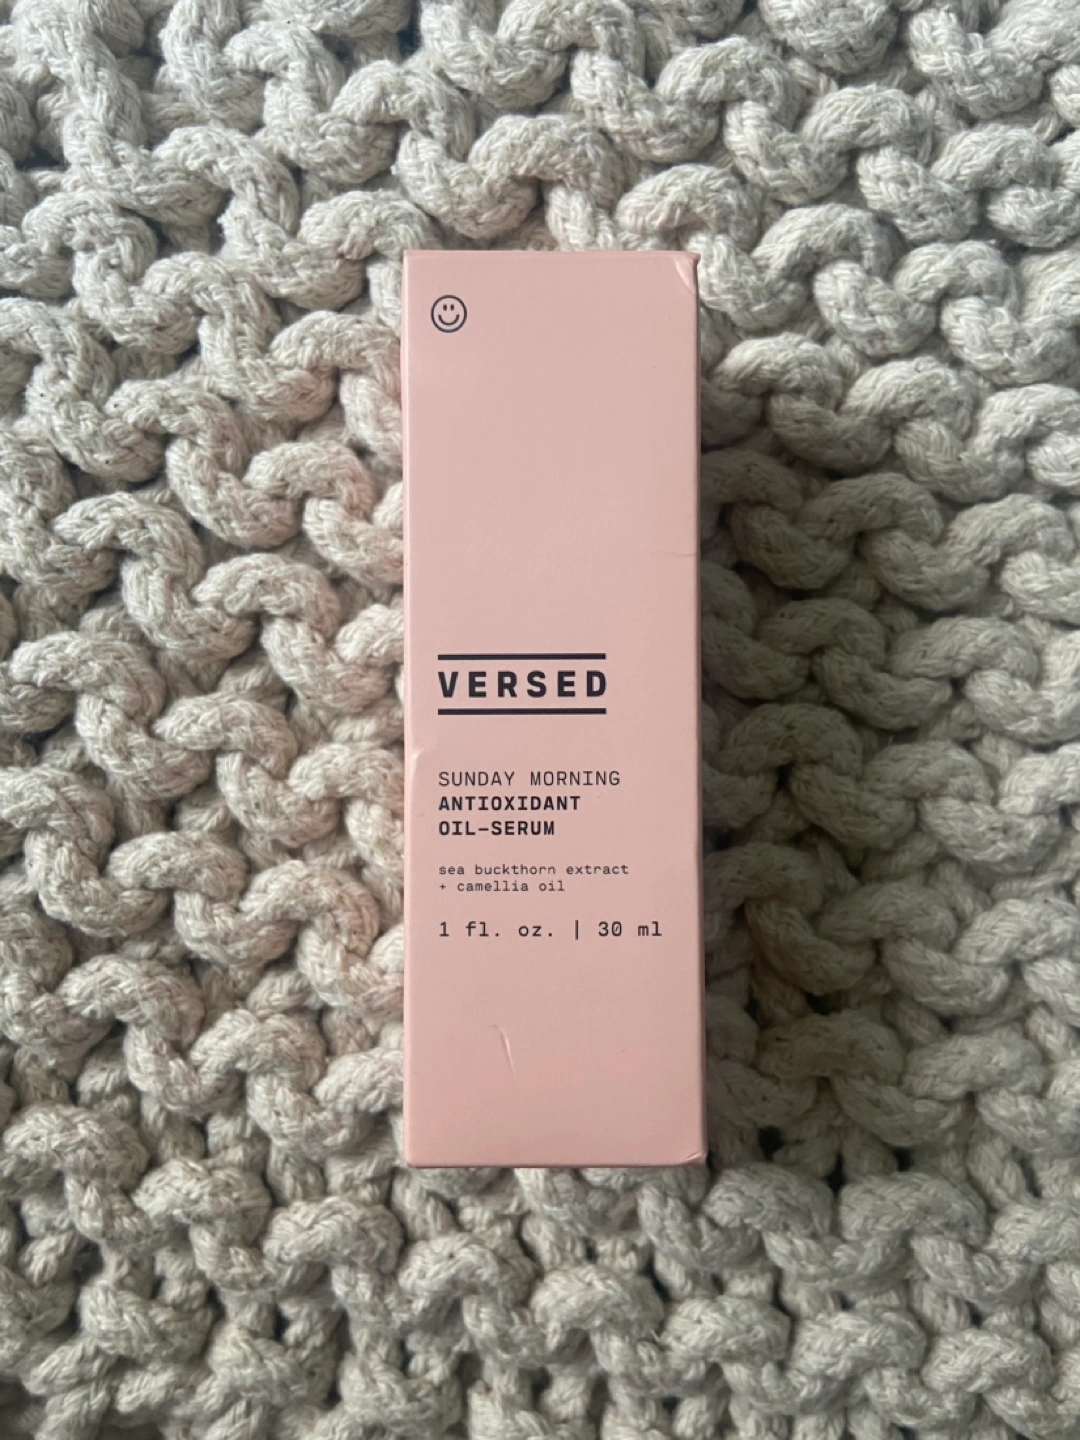 VERSED
SUNDAY MORNING
ANTIOXIDANT
OIL-SERUM
sea buckthorn extract
+ camellia oil
1 fl. oz. | 30 ml